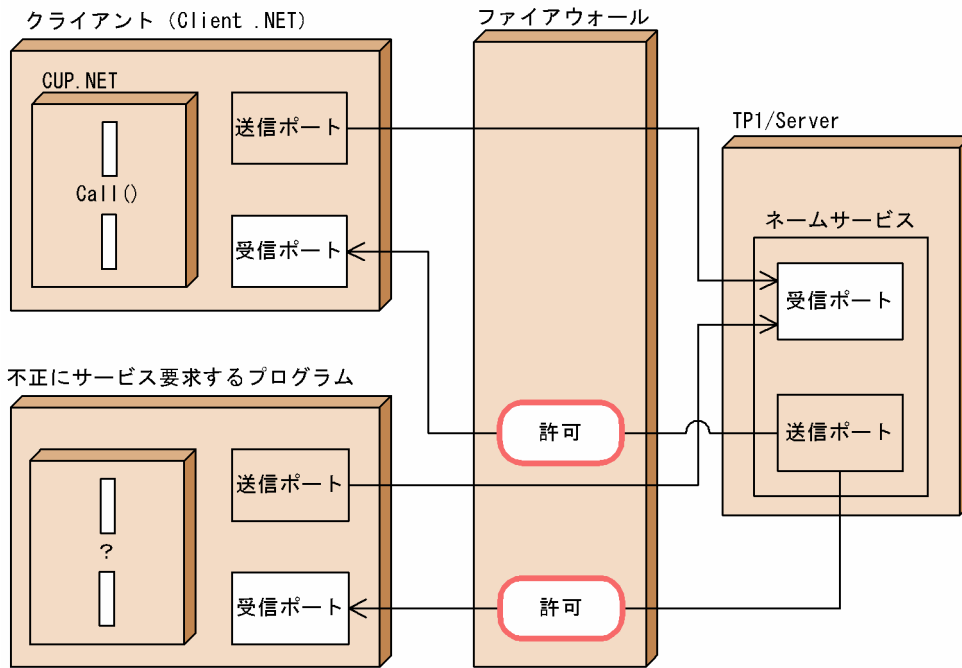 クライアント (Client .NET)
CUP.NET
Call()
送信ポート
受信ポート
ファイアウォール
TP1/Server
ネームサービス
受信ポート
送信ポート
許可
不正にサービス要求するプログラム
?
送信ポート
受信ポート
許可